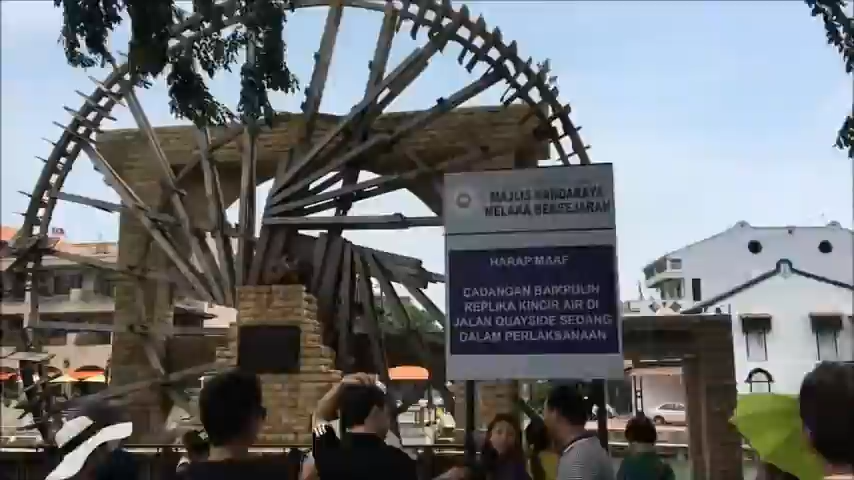 MAJLIS BANDARAYA
MELAKA BERSEJARAH
HARAP MAAF
CADANGAN BAIKPULIH
REPLIKA KINCIR AIR DI
JALAN QUAYSIDE SEDANG
DALAM PERLAKSANAAN